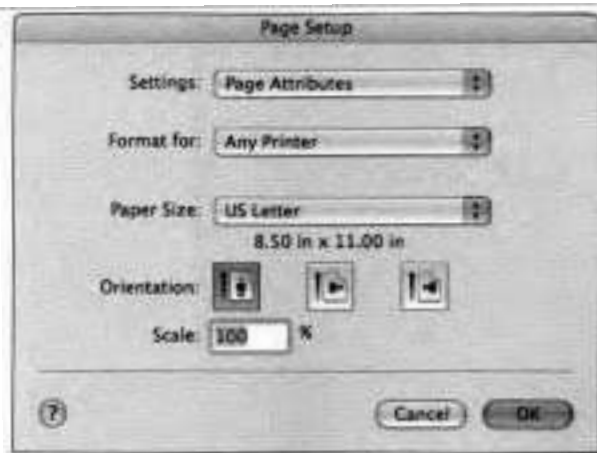 Page Setup
Settings: Page Attributes
Format for: Any Printer
Paper Size: US Letter
8.50 in x 11.00 in
Orientation:
Scale: 100 %
? Cancel OK